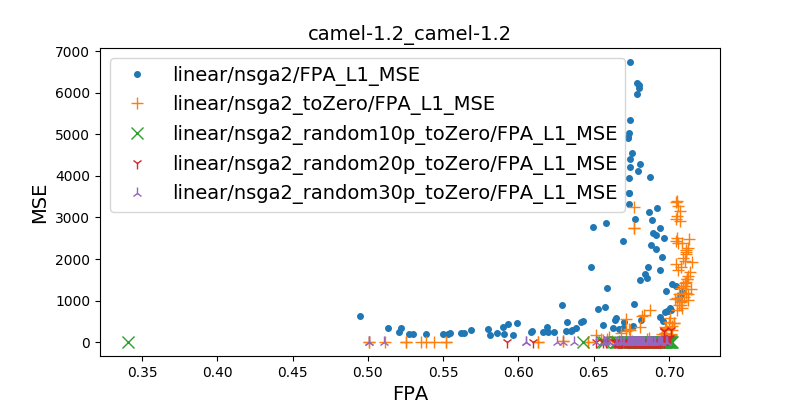 camel-1.2_camel-1.2
7000
6000
5000
4000
3000
2000
1000
0
MSE
linear/nsga2/FPA_L1_MSE
linear/nsga2_toZero/FPA_L1_MSE
linear/nsga2_random10p_toZero/FPA_L1_MSE
linear/nsga2_random20p_toZero/FPA_L1_MSE
linear/nsga2_random30p_toZero/FPA_L1_MSE
0.35 0.40 0.45 0.50 0.55 0.60 0.65 0.70
FPA